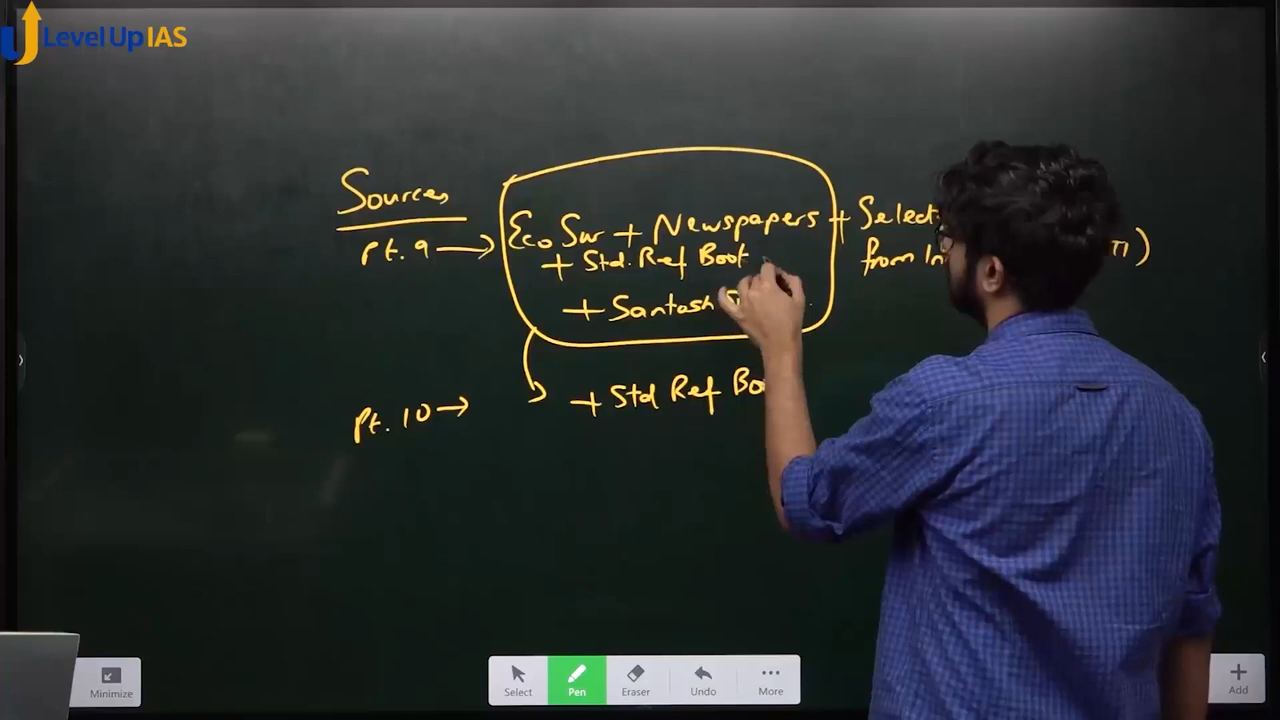 Level Up IAS
Sources
Pt. 9 → Eco Sur + Newspapers + Select
+ Std. Ref Book from
+ Santosh
Pt. 10 → + Std Ref
Minimize
Select
Pen
Eraser
Undo
More
Add